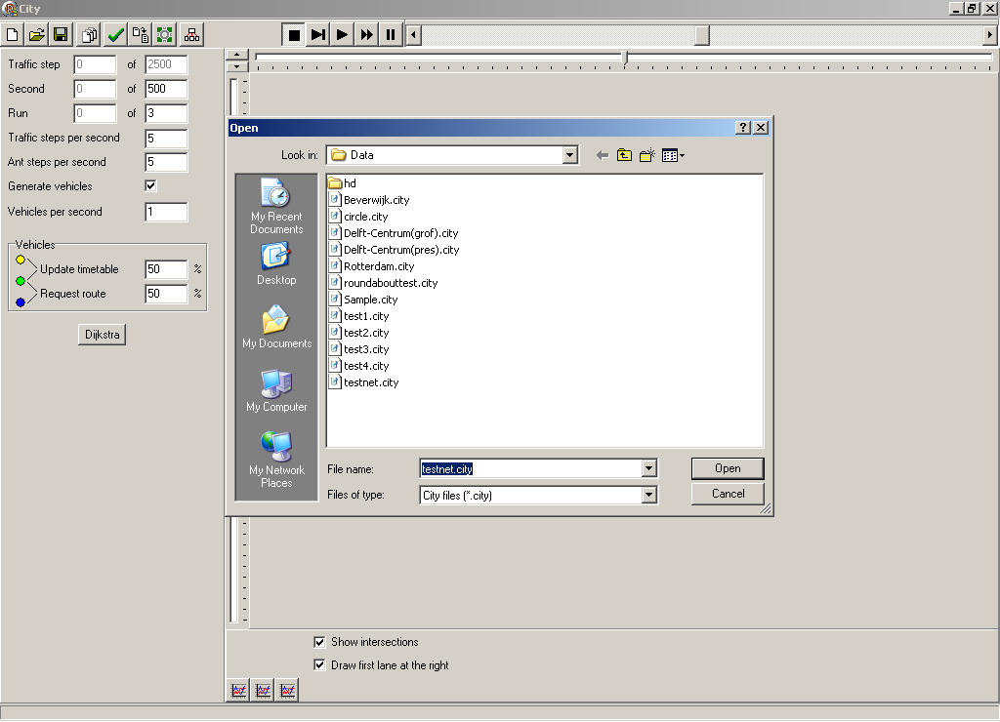 City
Traffic step 0 of 2500
Second 0 of 500
Run 0 of 3
Traffic steps per second 5
Ant steps per second 5
Generate vehicles
Vehicles per second 1
Vehicles
Update timetable 50 %
Request route 50 %
Dijkstra
Open
Look in: Data
My Recent
Documents
Desktop
My Documents
My Computer
My Network
Places
hd
Beverwijk.city
circle.city
Delft-Centrum(grof).city
Delft-Centrum(pres).city
Rotterdam.city
roundabouttest.city
Sample.city
test1.city
test2.city
test3.city
test4.city
testnet.city
File name: testnet.city Open
Files of type: City files (*.city) Cancel
Show intersections
Draw first lane at the right